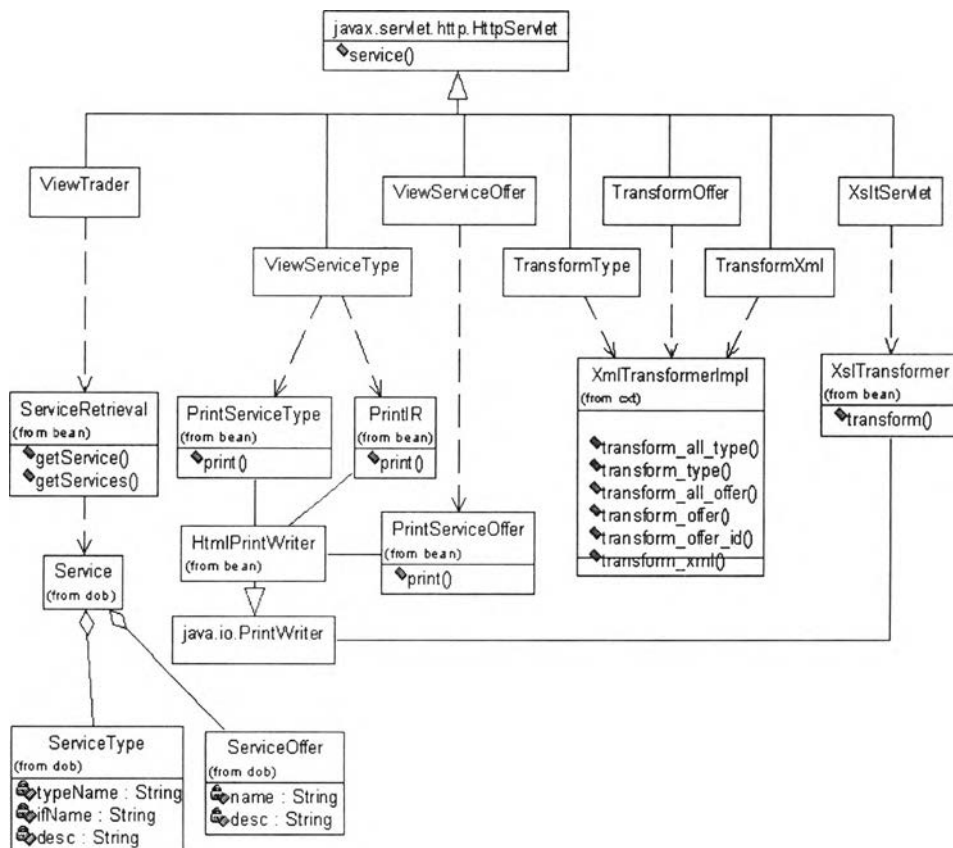 javax.servlet.http.HttpServlet
service()
ViewTrader
ViewServiceOffer
TransformOffer
XsltServlet
ViewServiceType
TransformType
TransformXml
ServiceRetrieval
(from bean)
getService()
getServices()
PrintServiceType
(from bean)
print()
PrintIR
(from bean)
print()
XmlTransformerImpl
(from cxt)
transform_all_type()
transform_type()
transform_all_offer()
transform_offer()
transform_offer_id()
transform_xml()
XslTransformer
(from bean)
transform()
HtmlPrintWriter
(from bean)
PrintServiceOffer
(from bean)
print()
Service
(from dob)
java.io.PrintWriter
ServiceType
(from dob)
typeName : String
ifName : String
desc : String
ServiceOffer
(from dob)
name : String
desc : String